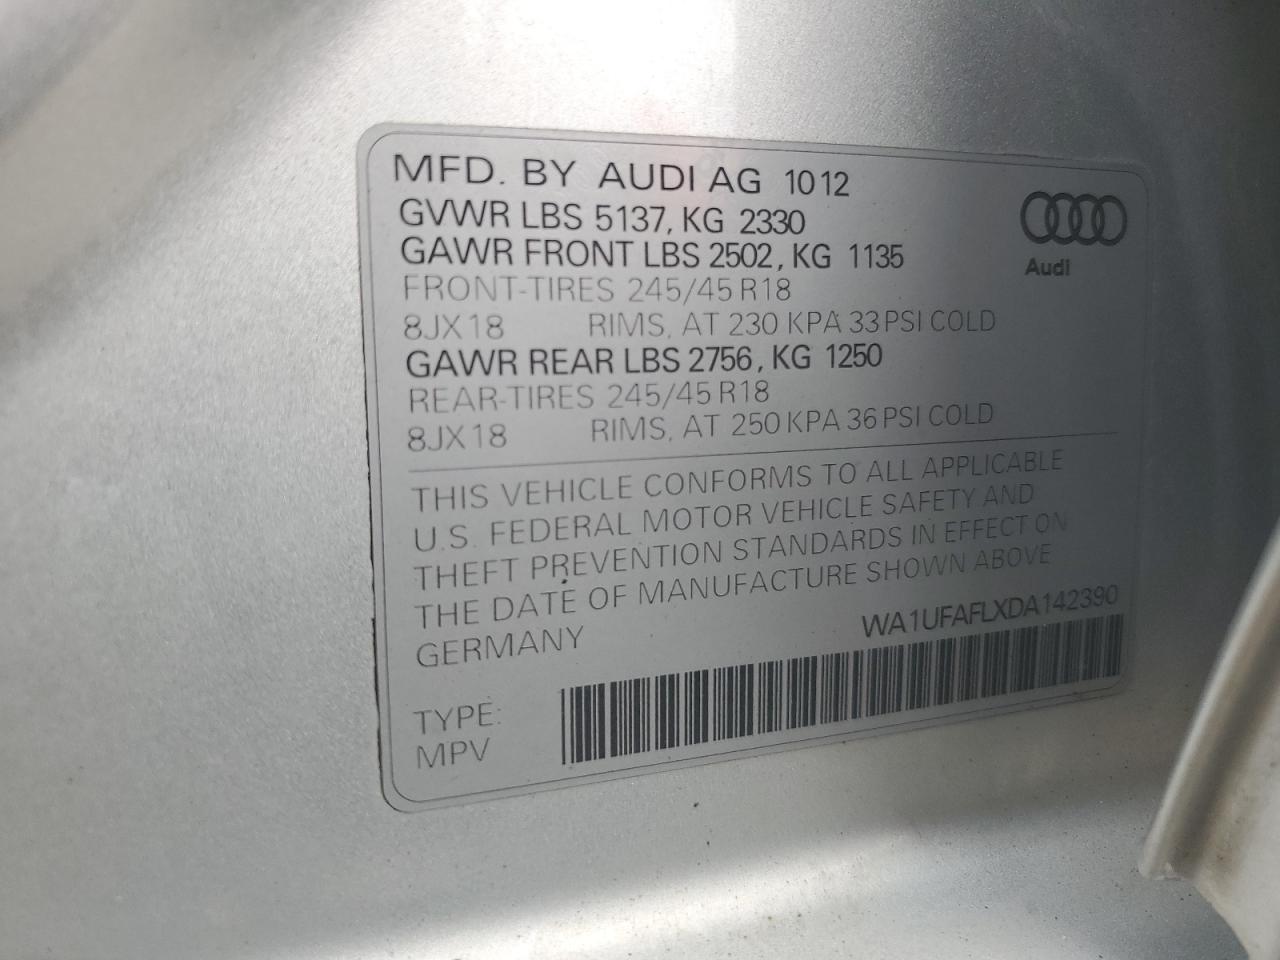 MFD. BY AUDI AG 1012
GVWR LBS 5137, KG 2330
GAWR FRONT LBS 2502, KG 1135
FRONT-TIRES 245/45 R18
8JX18 RIMS, AT 230 KPA 33 PSI COLD
GAWR REAR LBS 2756, KG 1250
REAR-TIRES 245/45 R18
8JX18 RIMS, AT 250 KPA 36 PSI COLD
Audi
THIS VEHICLE CONFORMS TO ALL APPLICABLE
U.S. FEDERAL MOTOR VEHICLE SAFETY AND
THEFT PREVENTION STANDARDS IN EFFECT ON
THE DATE OF MANUFACTURE SHOWN ABOVE
GERMANY WA1UFAFLXDA142390
TYPE:
MPV